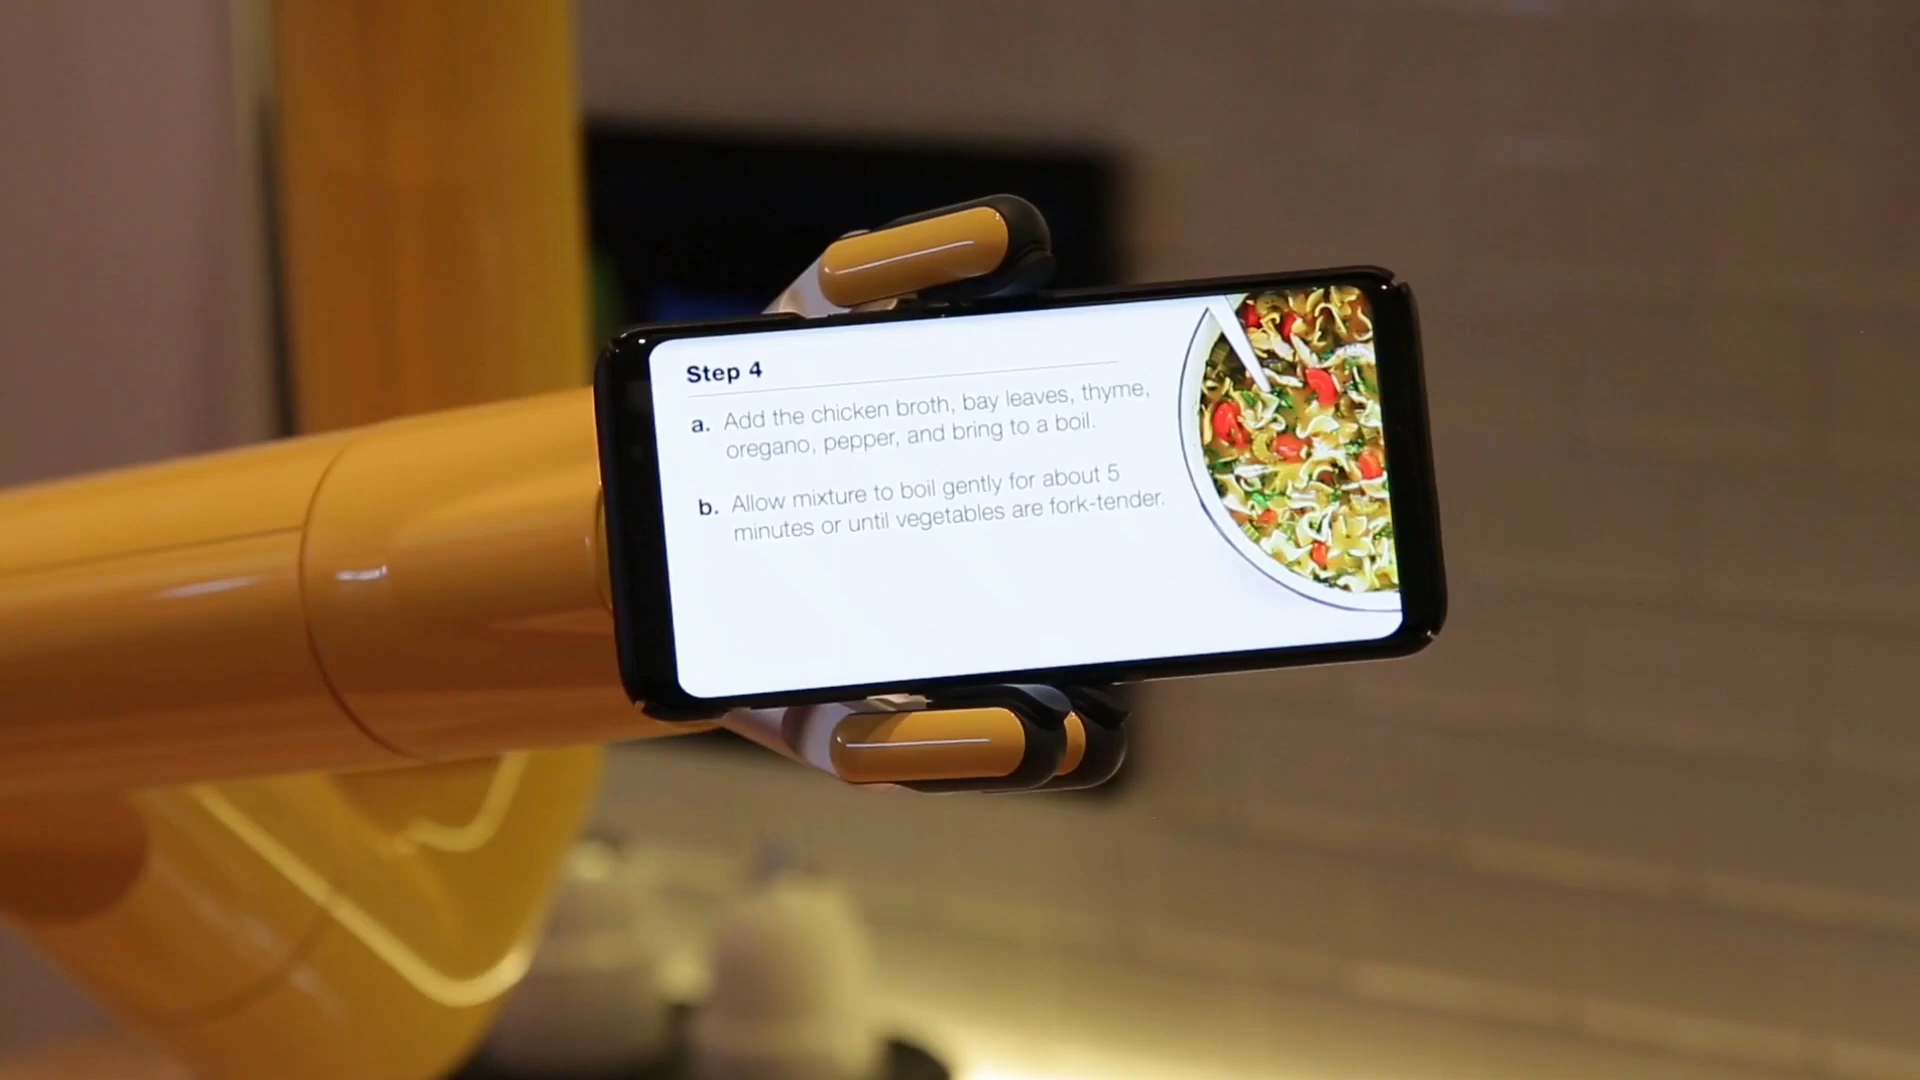 Step 4
a. Add the chicken broth, bay leaves, thyme,
oregano, pepper, and bring to a boil.
b. Allow mixture to boil gently for about 5
minutes or until vegetables are fork-tender.